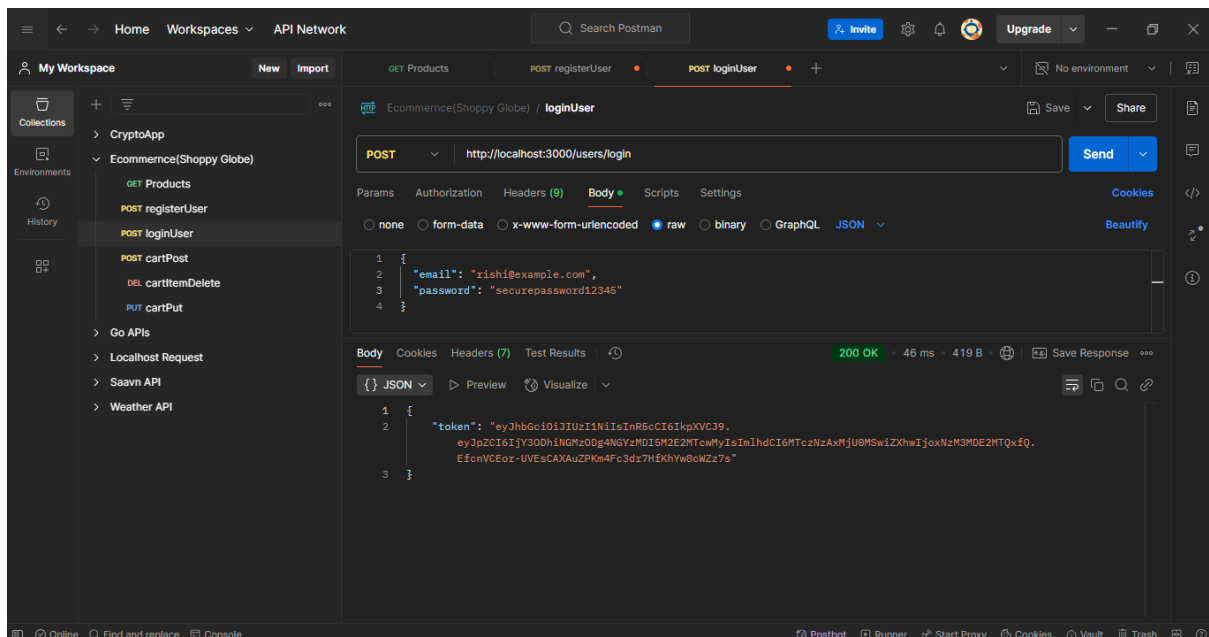 Home Workspaces API Network Search Postman Invite Upgrade
My Workspace New Import GET Products POST registerUser POST loginUser No environment
Collections
Environments
History
CryptoApp
Ecommernce(Shoppy Globe)
GET Products
POST registerUser
POST loginUser
POST cartPost
DEL cartItemDelete
PUT cartPut
Go APIs
Localhost Request
Saavn API
Weather API
HTTP Ecommernce(Shoppy Globe) / loginUser Save Share
POST http://localhost:3000/users/login Send
Params Authorization Headers (9) Body Scripts Settings Cookies
none form-data x-www-form-urlencoded raw binary GraphQL JSON Beautify
1 {
2 "email": "rishi@example.com",
3 "password": "securepassword12345"
4 }
Body Cookies Headers (7) Test Results 200 OK 46 ms 419 B e.g. Save Response
{} JSON Preview Visualize
1 {
2 "token": "eyJhbGciOiJIUzI1NiIsInR5cCI6IkpXVCJ9.
eyJpZCI6IjY3ODhiNGMzODg4NGYzMDI5M2E2MTcwMyIsImlhdCI6MTczNzAxMjU0MSwiZXhwIjoxNzM3MDE2MTQxfQ.
EfcnVCEor-UVEsCAXAuZPKm4Fc3dr7HfKhYw8cWZz7s"
3 }
Online Find and replace Console Postbot Runner Start Proxy Cookies Vault Trash